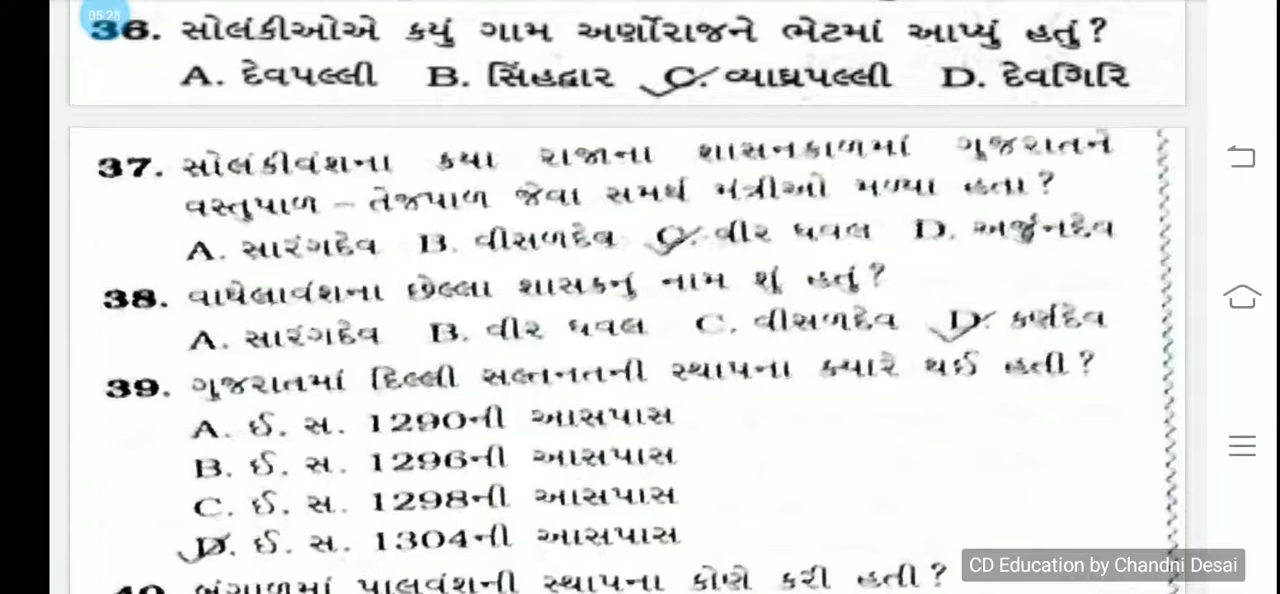 05:25
36. સોલંકીઓએ કયું ગામ અર્ણોરાજને ભેટમાં આપ્યું હતું?
A. દેવપલ્લી B. સિંહદ્વાર C. વ્યાઘ્રપલ્લી D. દેવગિરિ
37. સોલંકીવંશના કયા રાજાના શાસનકાળમાં ગુજરાતને
વસ્તુપાળ – તેજપાળ જેવા સમર્થ મંત્રીઓ મળ્યા હતા?
A. સારંગદેવ B. વીસળદેવ C. વીર ધવલ D. અર્જુનદેવ
38. વાઘેલાવંશના છેલ્લા શાસકનું નામ શું હતું?
A. સારંગદેવ B. વીર ધવલ C. વીસળદેવ D. કર્ણદેવ
39. ગુજરાતમાં દિલ્લી સલ્તનતની સ્થાપના ક્યારે થઈ હતી?
A. ઈ. સ. 1290ની આસપાસ
B. ઈ. સ. 1296ની આસપાસ
C. ઈ. સ. 1298ની આસપાસ
D. ઈ. સ. 1304ની આસપાસ
40. બંગાળમાં પાલવંશની સ્થાપના કોણે કરી હતી?
CD Education by Chandni Desai